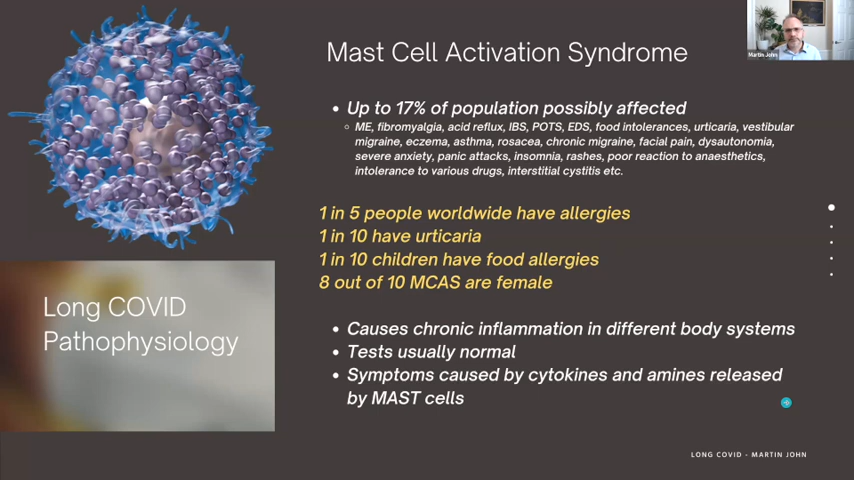 Mast Cell Activation Syndrome
Martin John
• Up to 17% of population possibly affected
○ ME, fibromyalgia, acid reflux, IBS, POTS, EDS, food intolerances, urticaria, vestibular
migraine, eczema, asthma, rosacea, chronic migraine, facial pain, dysautonomia,
severe anxiety, panic attacks, insomnia, rashes, poor reaction to anaesthetics,
intolerance to various drugs, interstitial cystitis etc.
1 in 5 people worldwide have allergies
1 in 10 have urticaria
1 in 10 children have food allergies
8 out of 10 MCAS are female
Long COVID
Pathophysiology
• Causes chronic inflammation in different body systems
• Tests usually normal
• Symptoms caused by cytokines and amines released
by MAST cells
LONG COVID - MARTIN JOHN